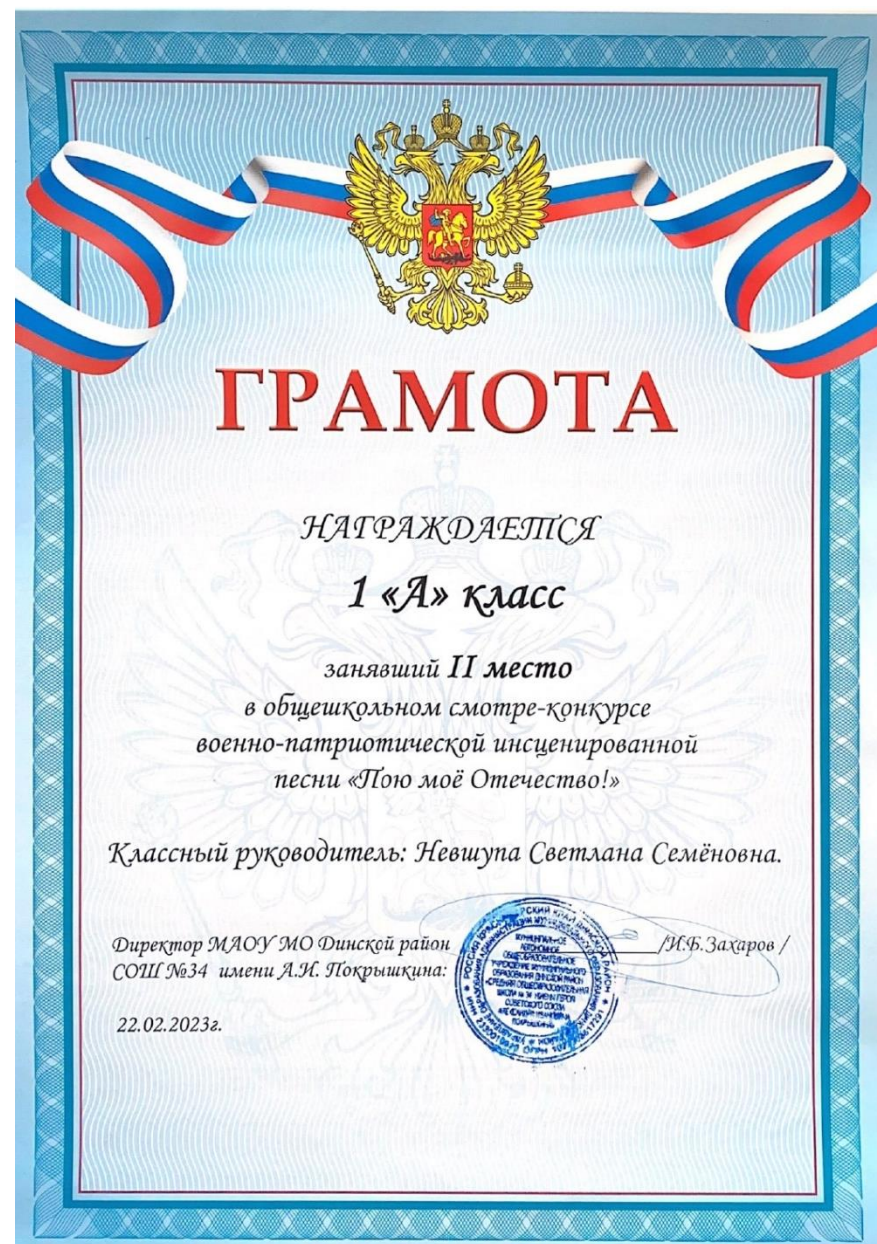 ГРАМОТА
НАГРАЖДАЕТСЯ
1 «А» класс
занявший II место
в общешкольном смотре-конкурсе
военно-патриотической инсценированной
песни «Пою моё Отечество!»
Классный руководитель: Невшупа Светлана Семёновна.
Директор МАОУ МО Динской район /И.Б.Захаров /
СОШ №34 имени А.И. Покрышкина:
22.02.2023г.